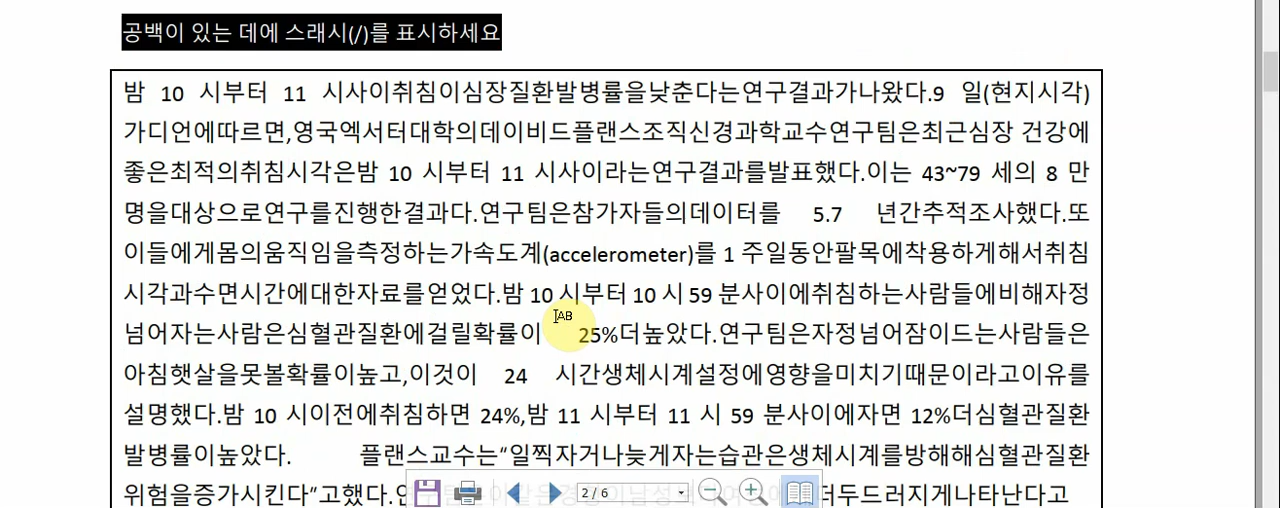 공백이 있는 데에 스래시(/)를 표시하세요
밤 10 시부터 11 시사이취침이심장질환발병률을낮춘다는연구결과가나왔다.9 일(현지시각)
가디언에따르면,영국엑서터대학의데이비드플랜스조직신경과학교수연구팀은최근심장 건강에
좋은최적의취침시각은밤 10 시부터 11 시사이라는연구결과를발표했다.이는 43~79 세의 8 만
명을대상으로연구를진행한결과다.연구팀은참가자들의데이터를 5.7 년간추적조사했다.또
이들에게몸의움직임을측정하는가속도계(accelerometer)를 1 주일동안팔목에착용하게해서취침
시각과수면시간에대한자료를얻었다.밤 10 시부터 10 시 59 분사이에취침하는사람들에비해자정
넘어자는사람은심혈관질환에걸릴확률이 25%더높았다.연구팀은자정넘어잠이드는사람들은
아침햇살을못볼확률이높고,이것이 24 시간생체시계설정에영향을미치기때문이라고이유를
설명했다.밤 10 시이전에취침하면 24%,밤 11 시부터 11 시 59 분사이에자면 12%더심혈관질환
발병률이높았다. 플랜스교수는"일찍자거나늦게자는습관은생체시계를방해해심혈관질환
위험을증가시킨다"고했다.연 더두드러지게나타난다고
2 / 6
AB